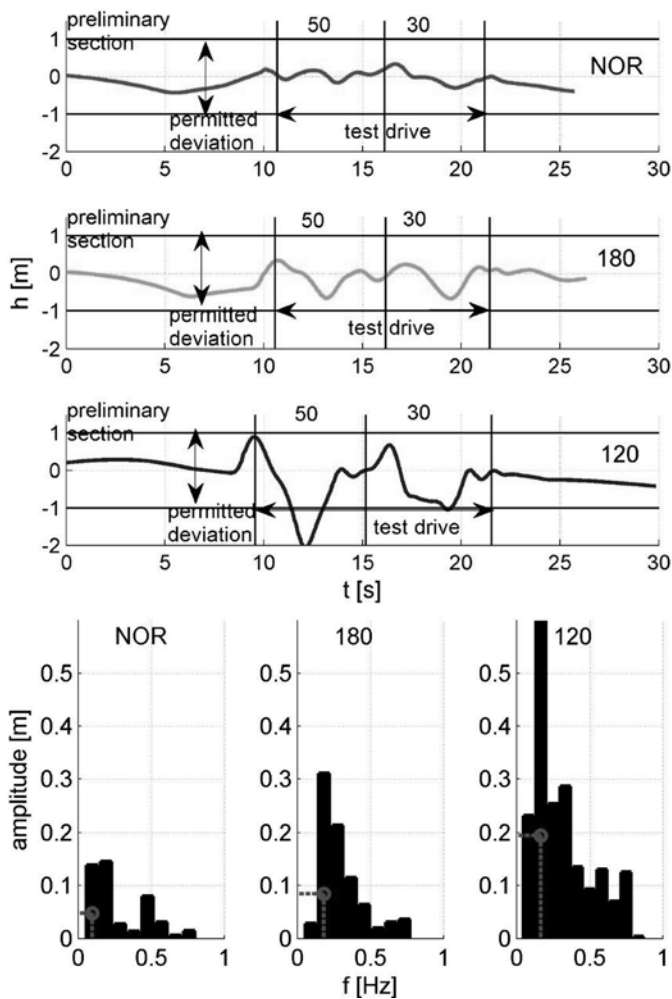 preliminary
section
50
30
NOR
permitted
deviation
test drive
1
0
-1
-2
0
5
10
15
20
25
30
preliminary
section
50
30
180
permitted
deviation
test drive
1
0
-1
-2
0
5
10
15
20
25
30
h [m]
preliminary
section
50
30
120
permitted
deviation
test drive
1
0
-1
-2
0
5
10
15
20
25
30
t [s]
NOR
180
120
amplitude [m]
0.5
0.4
0.3
0.2
0.1
0
0.5
0.4
0.3
0.2
0.1
0
0.5
0.4
0.3
0.2
0.1
0
0 0.5 1
0 0.5 1
0 0.5 1
f [Hz]